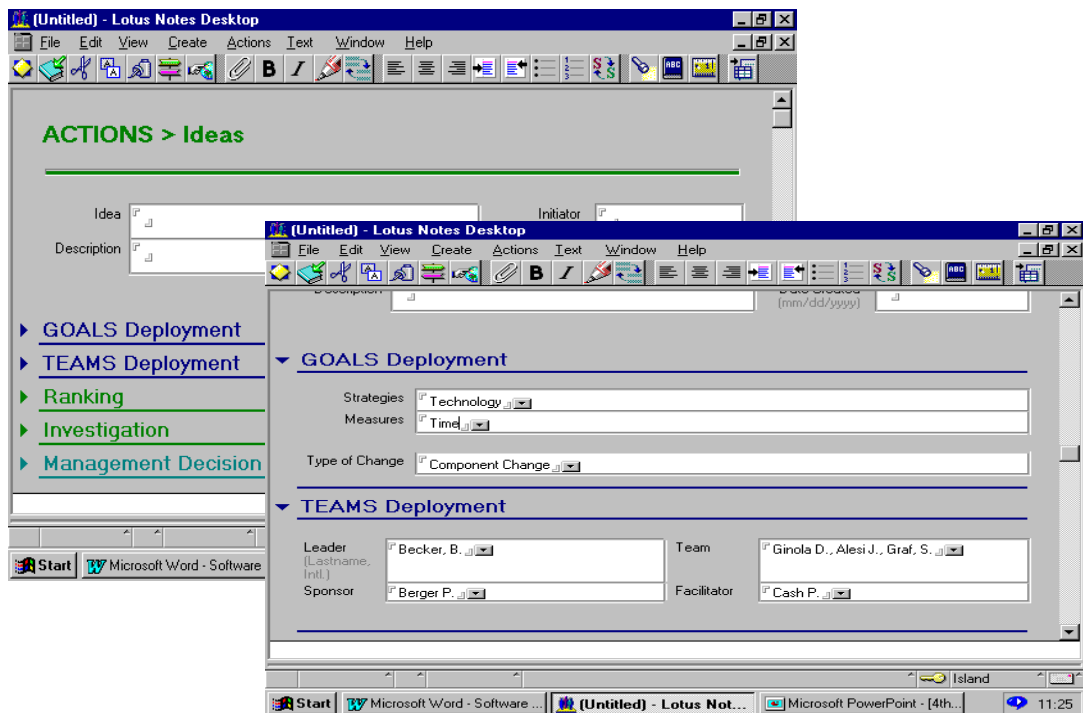 (Untitled) - Lotus Notes Desktop
File Edit View Create Actions Text Window Help
ACTIONS > Ideas
Idea
Initiator
Description
GOALS Deployment
TEAMS Deployment
Ranking
Investigation
Management Decision
Start Microsoft Word - Software
(Untitled) - Lotus Notes Desktop
File Edit View Create Actions Text Window Help
Description
Date Created
(mm/dd/yyyy)
GOALS Deployment
Strategies Technology
Measures Time
Type of Change Component Change
TEAMS Deployment
Leader Becker, B. Team Ginola D., Alesi J., Graf, S.
(Lastname,
Intl.)
Sponsor Berger P. Facilitator Cash P.
Island
Start Microsoft Word - Software ... (Untitled) - Lotus Not... Microsoft PowerPoint - [4th... 11:25